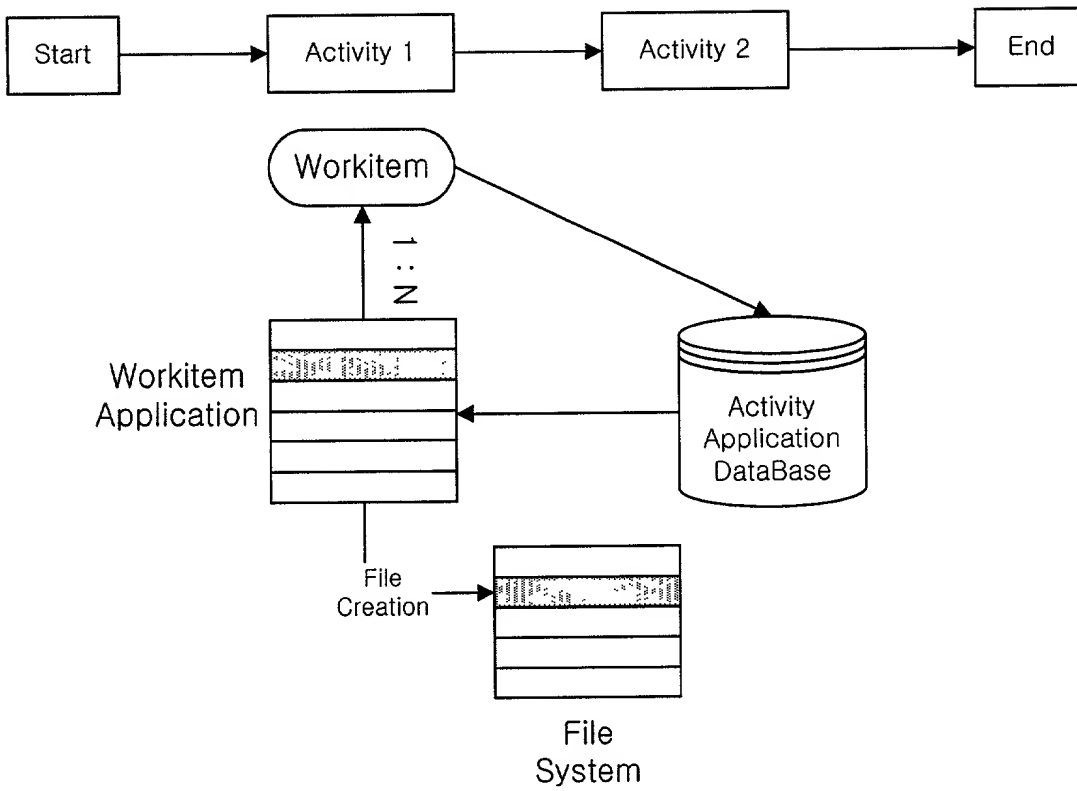 Start
Activity 1
Activity 2
End
Workitem
1 : N
Workitem
Application
Activity
Application
DataBase
File
Creation
File
System